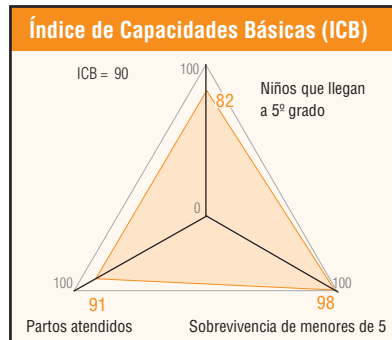 Índice de Capacidades Básicas (ICB)
ICB = 90
100
Niños que llegan
a 5º grado
82
0
100
100
91
98
Partos atendidos
Sobrevivencia de menores de 5